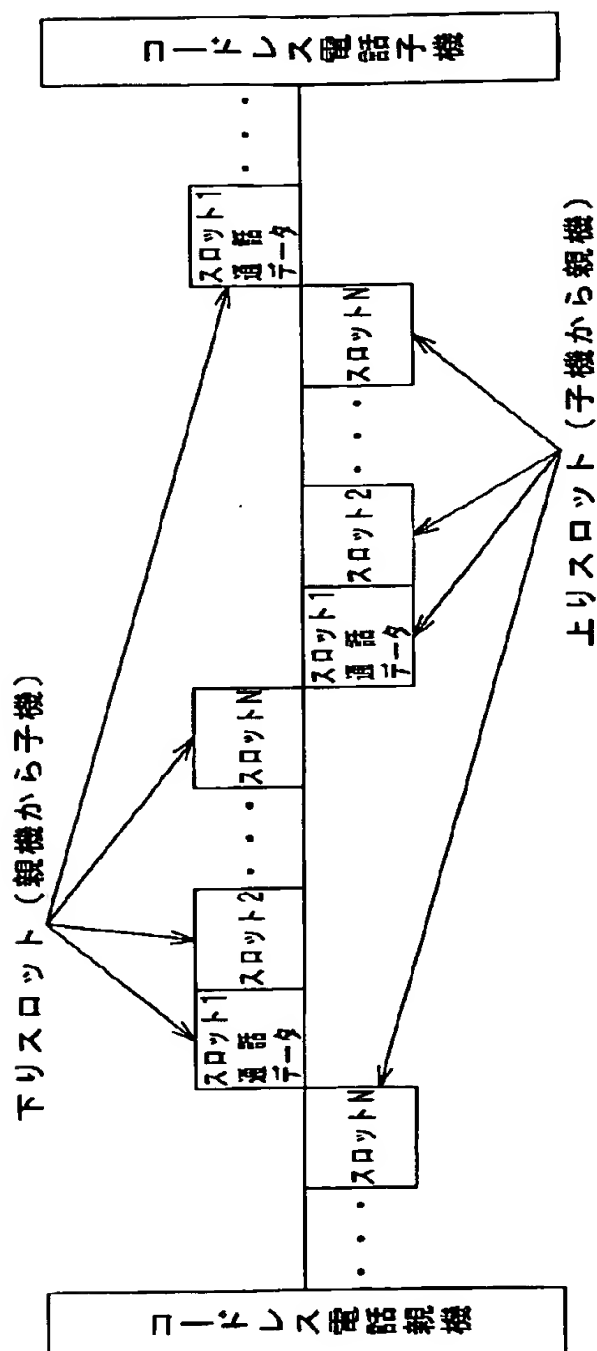 下りスロット（親機から子機）
コードレス電話親機
・・・
スロットN
スロット1
通話
データ
スロット2
・・・
スロットN
スロット1
通話
データ
スロット2
・・・
スロットN
スロット1
通話
データ
・・・
コードレス電話子機
上りスロット（子機から親機）